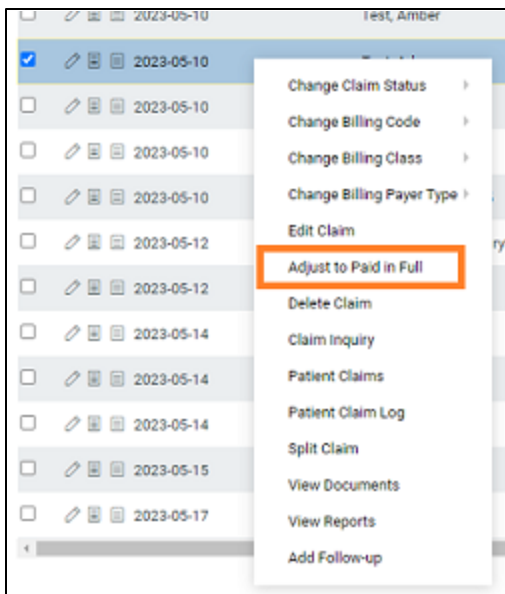 2023-05-10 Test, Amber
2023-05-10
Change Claim Status
2023-05-10
Change Billing Code
2023-05-10
Change Billing Class
2023-05-10
Change Billing Payer Type
Edit Claim
2023-05-12
ry
Adjust to Paid in Full
2023-05-12
Delete Claim
2023-05-14
Claim Inquiry
2023-05-14
Patient Claims
2023-05-14
Patient Claim Log
Split Claim
2023-05-15
View Documents
2023-05-17
View Reports
Add Follow-up